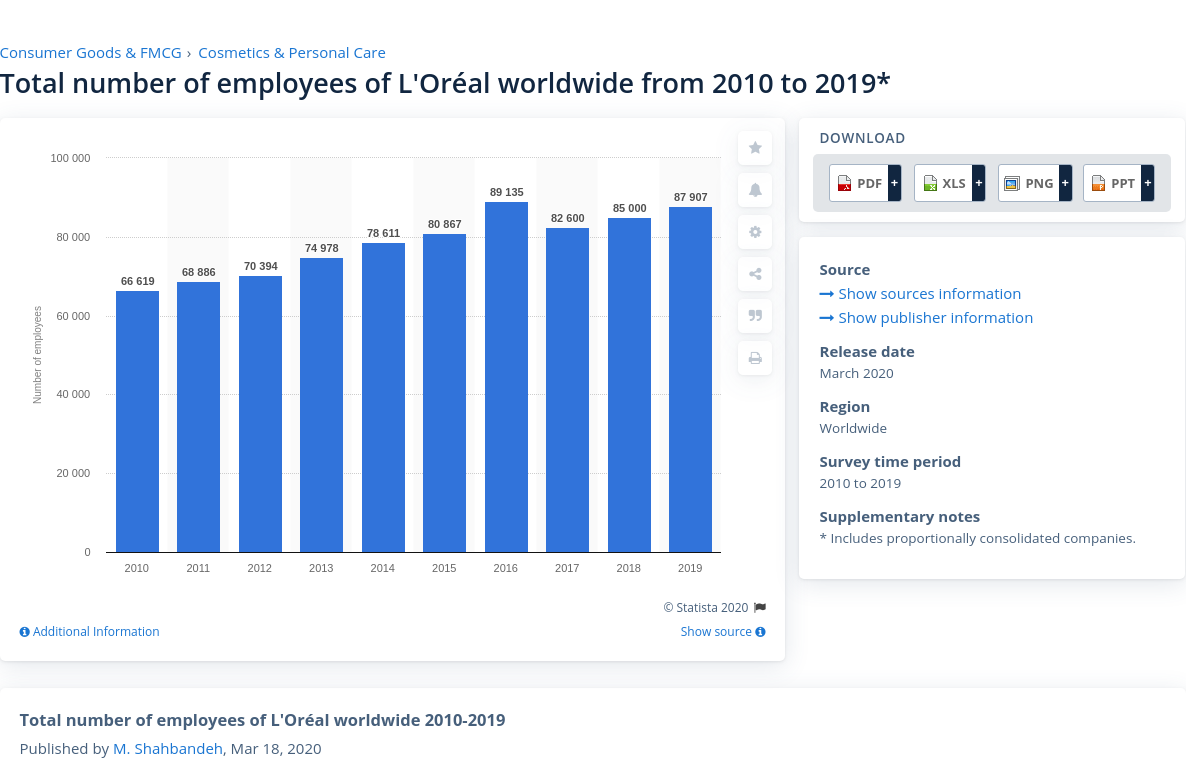 Consumer Goods & FMCG › Cosmetics & Personal Care
Total number of employees of L'Oréal worldwide from 2010 to 2019*
100 000
80 000
60 000
40 000
20 000
0
Number of employees
66 619
68 886
70 394
74 978
78 611
80 867
89 135
82 600
85 000
87 907
2010
2011
2012
2013
2014
2015
2016
2017
2018
2019
© Statista 2020
Additional Information
Show source
DOWNLOAD
PDF +
XLS +
PNG +
PPT +
Source
Show sources information
Show publisher information
Release date
March 2020
Region
Worldwide
Survey time period
2010 to 2019
Supplementary notes
* Includes proportionally consolidated companies.
Total number of employees of L'Oréal worldwide 2010-2019
Published by M. Shahbandeh, Mar 18, 2020